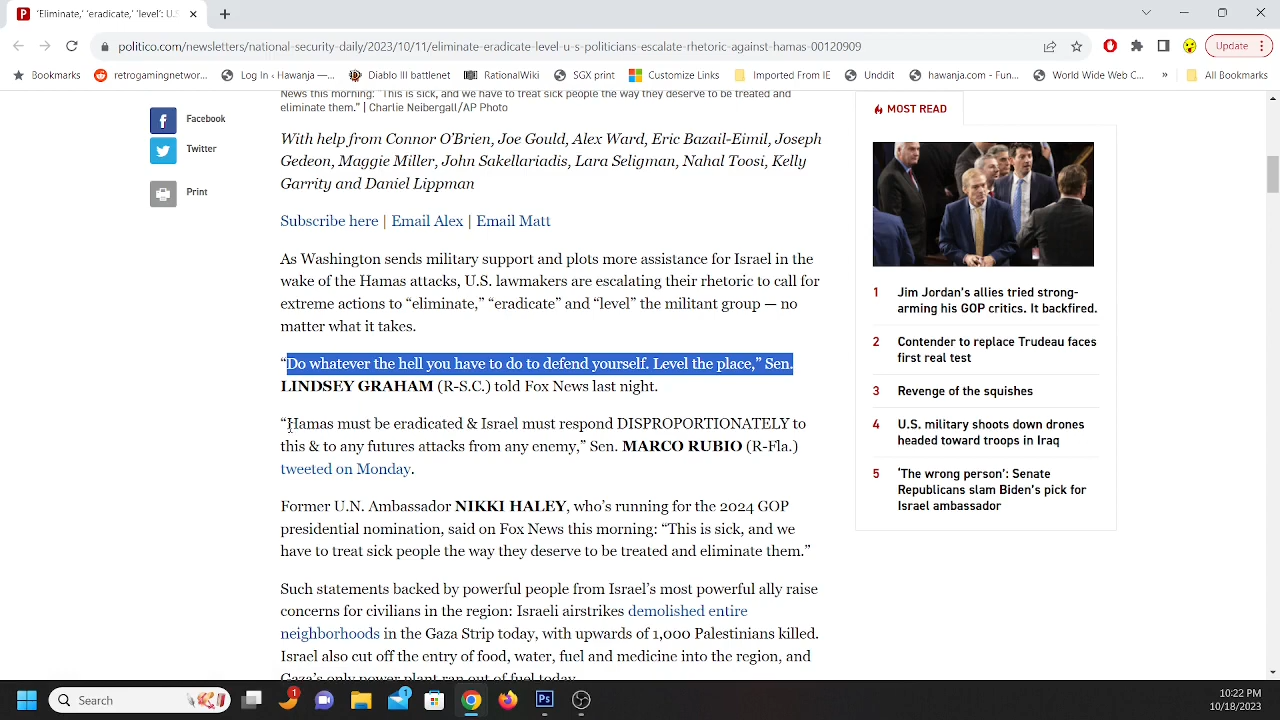 'Eliminate,' 'eradicate,' 'level': U.S.
politico.com/newsletters/national-security-daily/2023/10/11/eliminate-eradicate-level-u-s-politicians-escalate-rhetoric-against-hamas-00120909
Update
Bookmarks
retrogamingnetwor...
Log In ‹ Hawanja —...
Diablo III battlenet
RationalWiki
SGX print
Customize Links
Imported From IE
Unddit
hawanja.com - Fun...
World Wide Web C...
»
All Bookmarks
News this morning: “This is sick, and we have to treat sick people the way they deserve to be treated and
eliminate them.” | Charlie Neibergall/AP Photo
Facebook
Twitter
Print
With help from Connor O’Brien, Joe Gould, Alex Ward, Eric Bazail-Eimil, Joseph
Gedeon, Maggie Miller, John Sakellariadis, Lara Seligman, Nahal Toosi, Kelly
Garrity and Daniel Lippman
Subscribe here | Email Alex | Email Matt
As Washington sends military support and plots more assistance for Israel in the
wake of the Hamas attacks, U.S. lawmakers are escalating their rhetoric to call for
extreme actions to “eliminate,” “eradicate” and “level” the militant group — no
matter what it takes.
“Do whatever the hell you have to do to defend yourself. Level the place,” Sen.
LINDSEY GRAHAM (R-S.C.) told Fox News last night.
“Hamas must be eradicated & Israel must respond DISPROPORTIONATELY to
this & to any futures attacks from any enemy,” Sen. MARCO RUBIO (R-Fla.)
tweeted on Monday.
Former U.N. Ambassador NIKKI HALEY, who’s running for the 2024 GOP
presidential nomination, said on Fox News this morning: “This is sick, and we
have to treat sick people the way they deserve to be treated and eliminate them.”
Such statements backed by powerful people from Israel’s most powerful ally raise
concerns for civilians in the region: Israeli airstrikes demolished entire
neighborhoods in the Gaza Strip today, with upwards of 1,000 Palestinians killed.
Israel also cut off the entry of food, water, fuel and medicine into the region, and
Gaza’s only power plant ran out of fuel today.
MOST READ
1 Jim Jordan’s allies tried strong-
arming his GOP critics. It backfired.
2 Contender to replace Trudeau faces
first real test
3 Revenge of the squishes
4 U.S. military shoots down drones
headed toward troops in Iraq
5 ‘The wrong person’: Senate
Republicans slam Biden’s pick for
Israel ambassador
Search
1
1
Ps
10:22 PM
10/18/2023